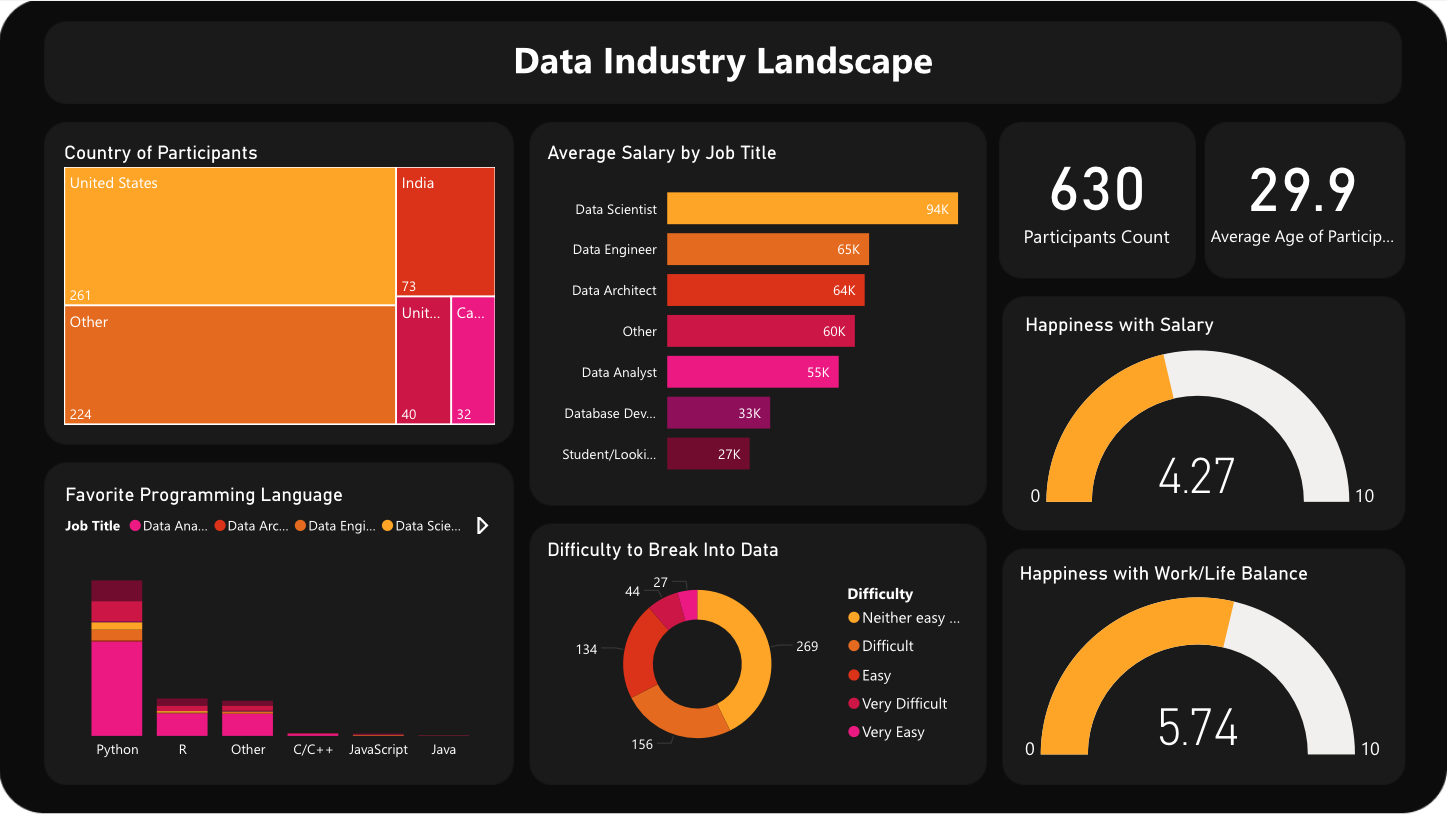 Data Industry Landscape
Country of Participants
United States
261
Other
224
India
73
Unit...
40
Ca...
32
Average Salary by Job Title
Data Scientist 94K
Data Engineer 65K
Data Architect 64K
Other 60K
Data Analyst 55K
Database Dev... 33K
Student/Looki... 27K
630
Participants Count
29.9
Average Age of Particip...
Happiness with Salary
4.27
0 10
Favorite Programming Language
Job Title Data Ana... Data Arc... Data Engi... Data Scie...
Python R Other C/C++ JavaScript Java
Difficulty to Break Into Data
27
44
134
269
156
Difficulty
Neither easy ...
Difficult
Easy
Very Difficult
Very Easy
Happiness with Work/Life Balance
5.74
0 10